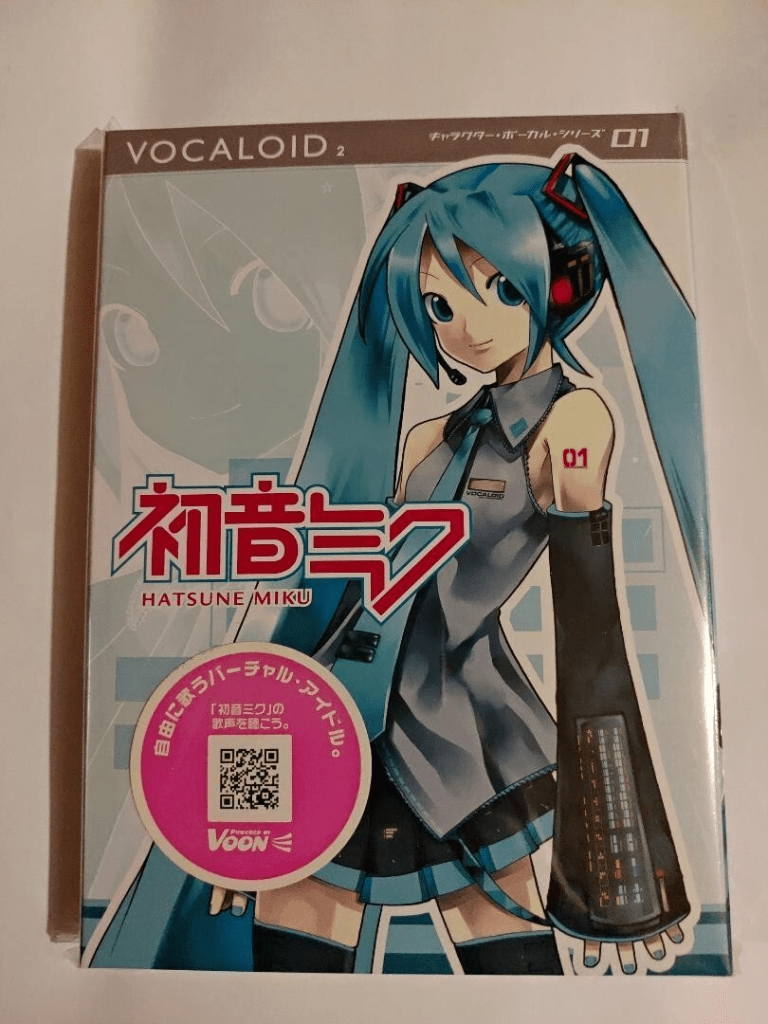 VOCALOID 2
キャラクター・ボーカル・シリーズ 01
01
VOCALOID
初音ミク
HATSUNE MIKU
自由に歌うバーチャル・アイドル。
「初音ミク」の
歌声を聴こう。
POWERED BY
VOON